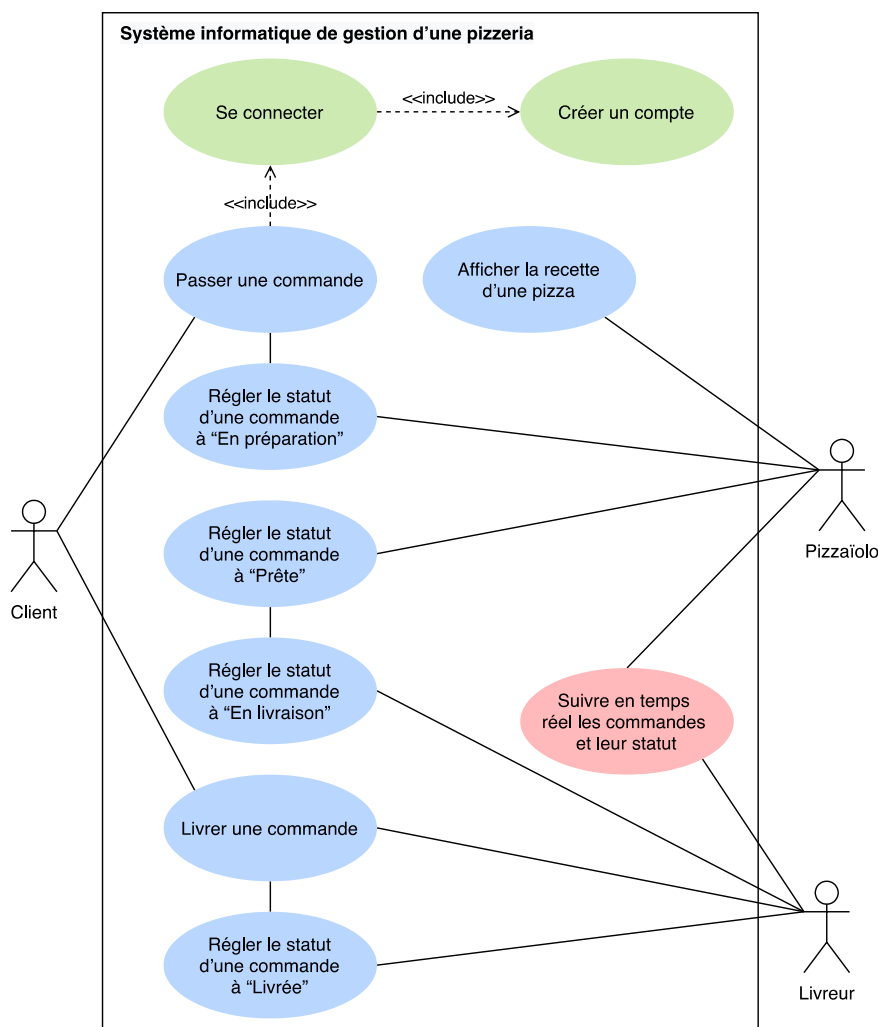 Système informatique de gestion d’une pizzeria
Se connecter
<<include>>
Créer un compte
<<include>>
Passer une commande
Afficher la recette
d’une pizza
Régler le statut
d’une commande
à “En préparation”
Régler le statut
d’une commande
à “Prête”
Client
Pizzaïolo
Régler le statut
d’une commande
à “En livraison”
Suivre en temps
réel les commandes
et leur statut
Livrer une commande
Régler le statut
d’une commande
à “Livrée”
Livreur